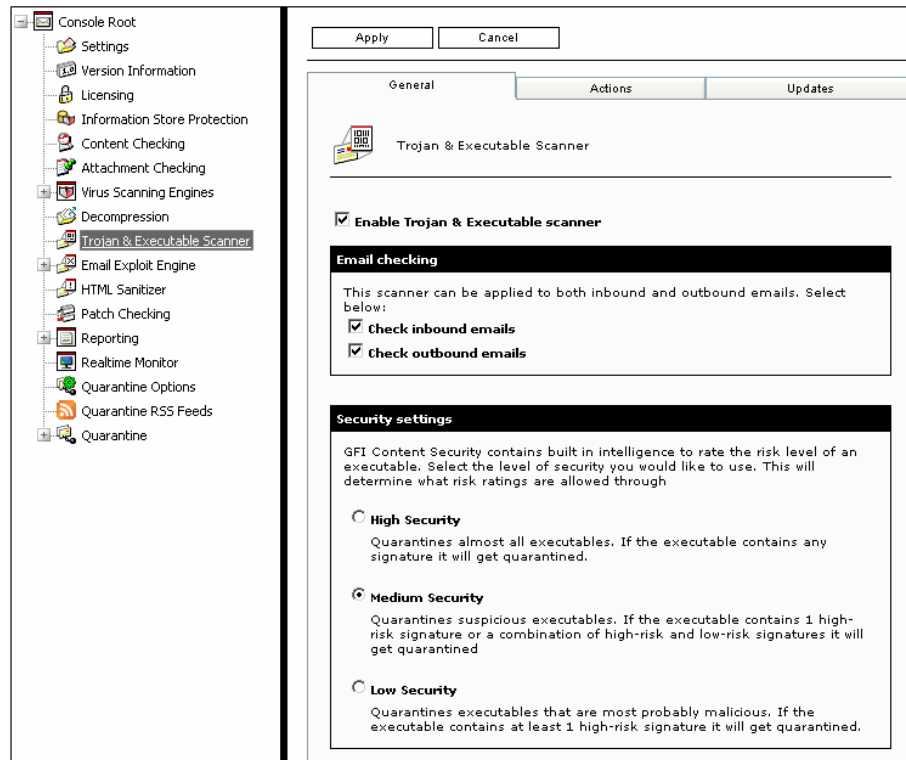 Console Root
Settings
Version Information
Licensing
Information Store Protection
Content Checking
Attachment Checking
Virus Scanning Engines
Decompression
Trojan & Executable Scanner
Email Exploit Engine
HTML Sanitizer
Patch Checking
Reporting
Realtime Monitor
Quarantine Options
Quarantine RSS Feeds
Quarantine
Apply Cancel
General Actions Updates
Trojan & Executable Scanner
Enable Trojan & Executable scanner
Email checking
This scanner can be applied to both inbound and outbound emails. Select
below:
Check inbound emails
Check outbound emails
Security settings
GFI Content Security contains built in intelligence to rate the risk level of an
executable. Select the level of security you would like to use. This will
determine what risk ratings are allowed through
High Security
Quarantines almost all executables. If the executable contains any
signature it will get quarantined.
Medium Security
Quarantines suspicious executables. If the executable contains 1 high-
risk signature or a combination of high-risk and low-risk signatures it will
get quarantined
Low Security
Quarantines executables that are most probably malicious. If the
executable contains at least 1 high-risk signature it will get quarantined.